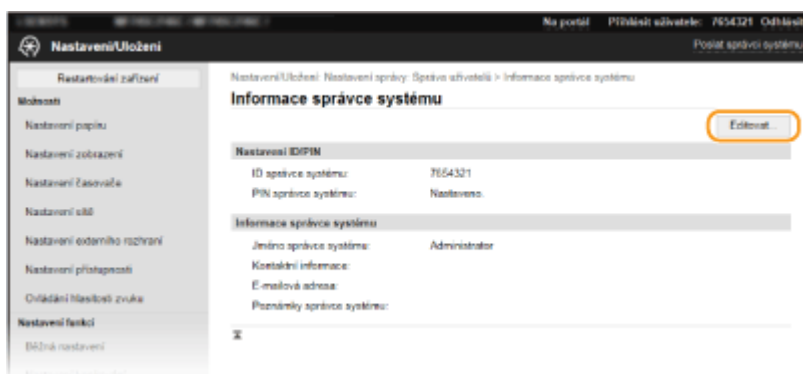 Na portál Přihlásit uživatele: 7654321 Odhlásit
Nastavení/Uložení
Poslat správci systému
Restartování zařízení
Nastavení/Uložení: Nastavení správy: Správa uživatelů > Informace správce systému
Informace správce systému
Editovat...
Možnosti
Nastavení papíru
Nastavení zobrazení
Nastavení časovače
Nastavení sítě
Nastavení externího rozhraní
Nastavení přístupnosti
Ovládání hlasitosti zvuku
Nastavení funkcí
Běžná nastavení
Nastavení ID/PIN
ID správce systému: 7654321
PIN správce systému: Nastaveno.
Informace správce systému
Jméno správce systému: Administrator
Kontaktní informace:
E-mailová adresa:
Poznámky správce systému: